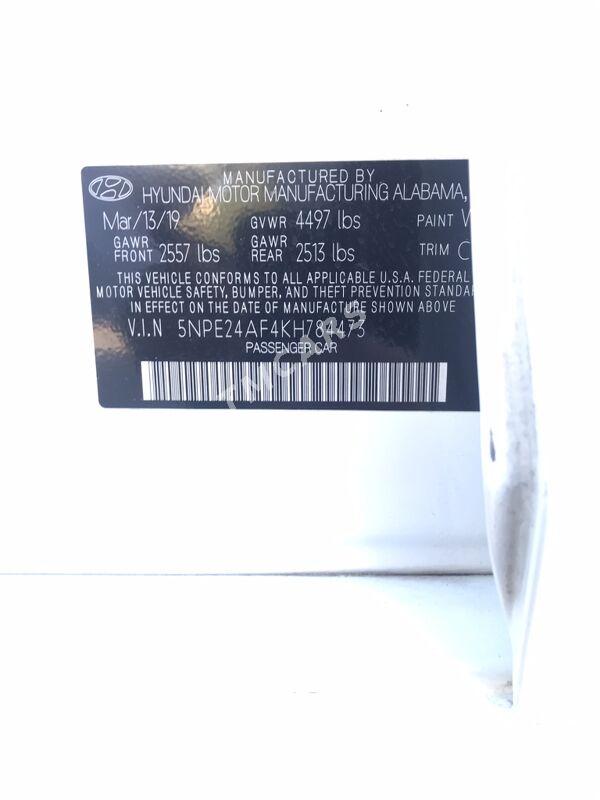 MANUFACTURED BY
HYUNDAI MOTOR MANUFACTURING ALABAMA,
Mar/13/19 GVWR 4497 lbs PAINT
GAWR FRONT 2557 lbs GAWR REAR 2513 lbs TRIM
THIS VEHICLE CONFORMS TO ALL APPLICABLE U.S.A. FEDERAL
MOTOR VEHICLE SAFETY, BUMPER, AND THEFT PREVENTION
IN EFFECT ON THE DATE OF MANUFACTURE SHOWN ABOVE
V.I.N 5NPE24AF4KH784473
PASSENGER CAR
TMCARS